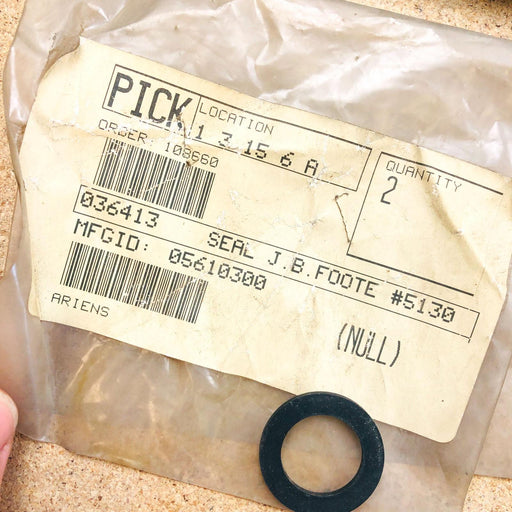 PICK
LOCATION
1 3 15 6 A
QUANTITY
2
ORDER 108660
036413 SEAL J.B.FOOTE #5130
MFGID: 05610300
ARIENS
(NULL)